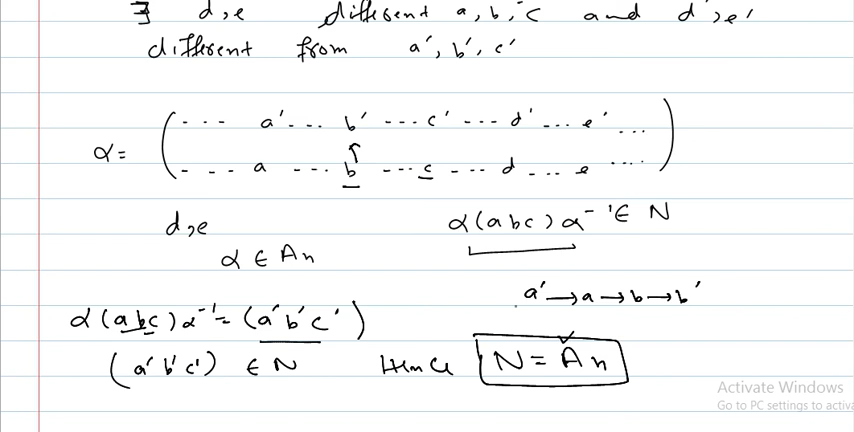 ∃ d,e different a, b, c and d', e'
different from a', b', c'
α = ( --- a' --- b' --- c' --- d' --- e' ...
--- a --- b --- c --- d --- e .... )
d,e
α(abc)α⁻¹ ∈ N
α ∈ An
a' → a → b → b'
α(abc)α⁻¹ = (a' b' c')
(a' b' c') ∈ N Hence N = An
Activate Windows
Go to PC settings to activa